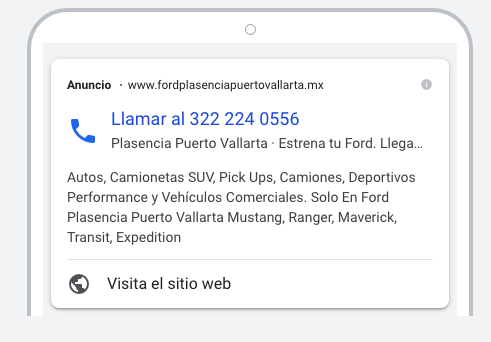 Anuncio · www.fordplasenciapuertovallarta.mx
Llamar al 322 224 0556
Plasencia Puerto Vallarta · Estrena tu Ford. Llega...
Autos, Camionetas SUV, Pick Ups, Camiones, Deportivos
Performance y Vehículos Comerciales. Solo En Ford
Plasencia Puerto Vallarta Mustang, Ranger, Maverick,
Transit, Expedition
Visita el sitio web